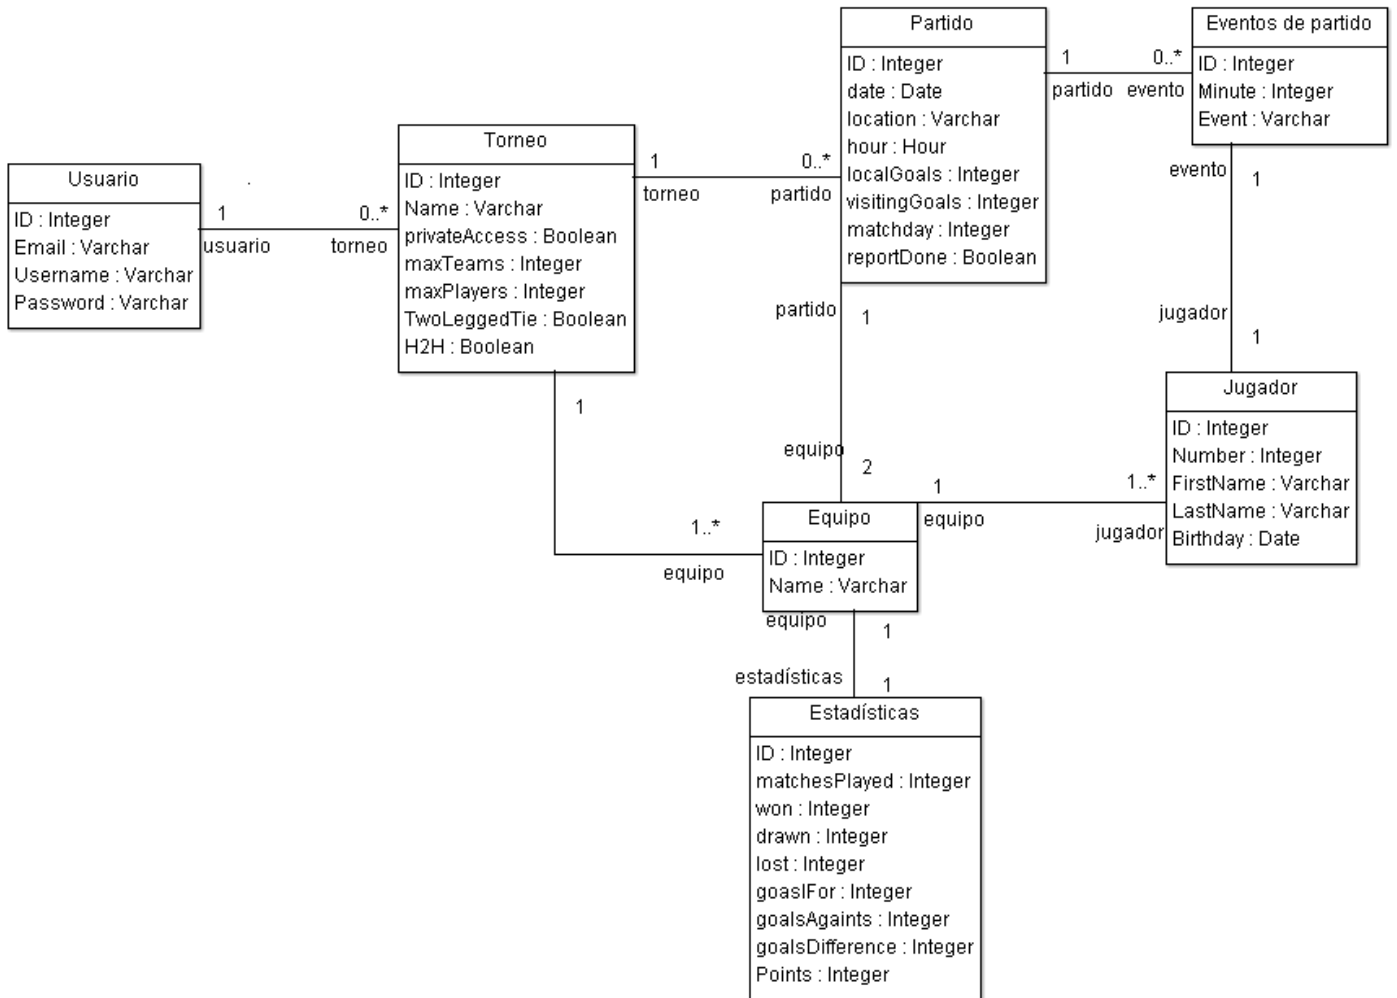 Usuario
ID : Integer
Email : Varchar
Username : Varchar
Password : Varchar
1
usuario
0..*
torneo
Torneo
ID : Integer
Name : Varchar
privateAccess : Boolean
maxTeams : Integer
maxPlayers : Integer
TwoLeggedTie : Boolean
H2H : Boolean
1
torneo
0..*
partido
Partido
ID : Integer
date : Date
location : Varchar
hour : Hour
localGoals : Integer
visitingGoals : Integer
matchday : Integer
reportDone : Boolean
1
partido
0..*
evento
Eventos de partido
ID : Integer
Minute : Integer
Event : Varchar
evento
1
jugador
1
Jugador
ID : Integer
Number : Integer
FirstName : Varchar
LastName : Varchar
Birthday : Date
partido
1
equipo
2
1
1..*
equipo
Equipo
ID : Integer
Name : Varchar
1
equipo
1..*
jugador
equipo
1
estadísticas
1
Estadísticas
ID : Integer
matchesPlayed : Integer
won : Integer
drawn : Integer
lost : Integer
goaslFor : Integer
goalsAgaints : Integer
goalsDifference : Integer
Points : Integer